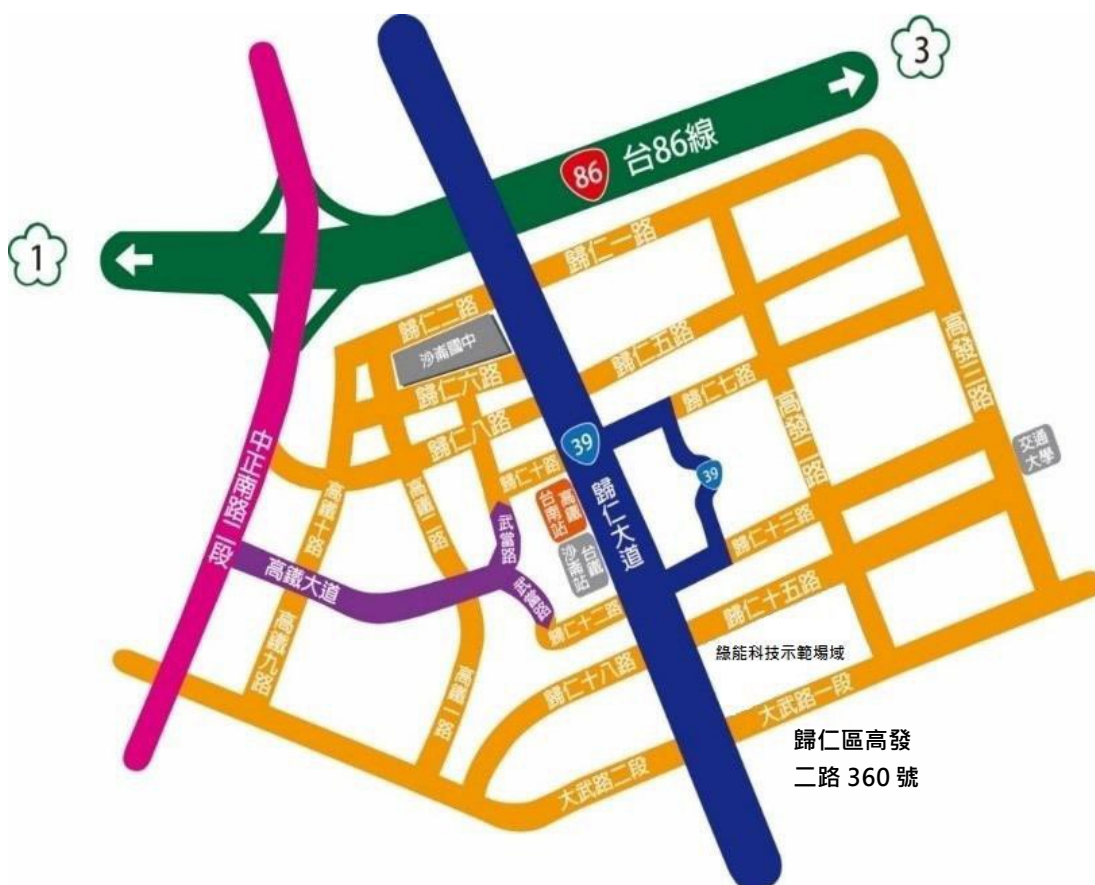 3
86
台86線
1
歸仁一路
歸仁二路
沙崙國中
歸仁六路
歸仁五路
歸仁八路
歸仁七路
高發三路
高發二路
中正南路二段
39
歸仁十路
39
交通
大學
高鐵十路
高鐵二路
高鐵
台南站
歸仁大道
武當路
台鐵
沙崙站
歸仁十三路
高鐵大道
武當路
歸仁十二路
歸仁十五路
高鐵九路
綠能科技示範場域
高鐵一路
歸仁十八路
大武路一段
歸仁區高發
二路 360 號
大武路二段